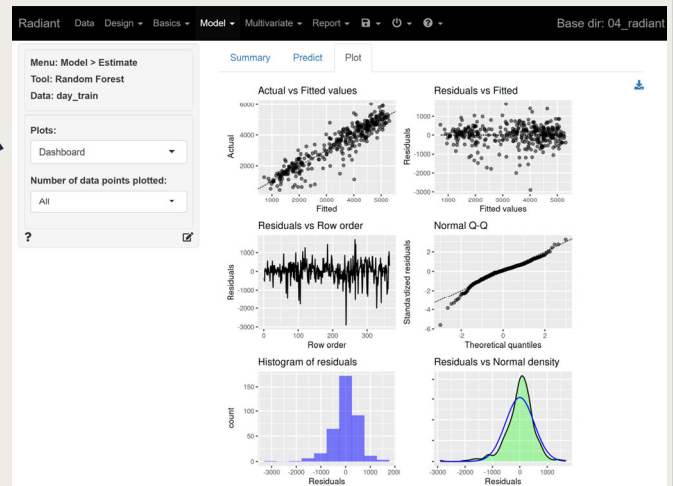 Radiant Data Design Basics Model Multivariate Report Base dir: 04_radiant
Menu: Model > Estimate
Tool: Random Forest
Data: day_train
Plots:
Dashboard
Number of data points plotted:
All
?
Summary Predict Plot
Actual vs Fitted values
Actual
6000
4000
2000
1000 2000 3000 4000 5000
Fitted
Residuals vs Fitted
Residuals
1000
0
-1000
-2000
-3000
1000 2000 3000 4000 5000
Fitted values
Residuals vs Row order
Residuals
1000
0
-1000
-2000
-3000
0 100 200 300
Row order
Normal Q-Q
Standardized residuals
2
0
-2
-4
-6
-2 0 2
Theoretical quantiles
Histogram of residuals
count
150
100
50
0
-3000 -2000 -1000 0 1000 2000
Residuals
Residuals vs Normal density
-3000 -2000 -1000 0 1000
Residuals